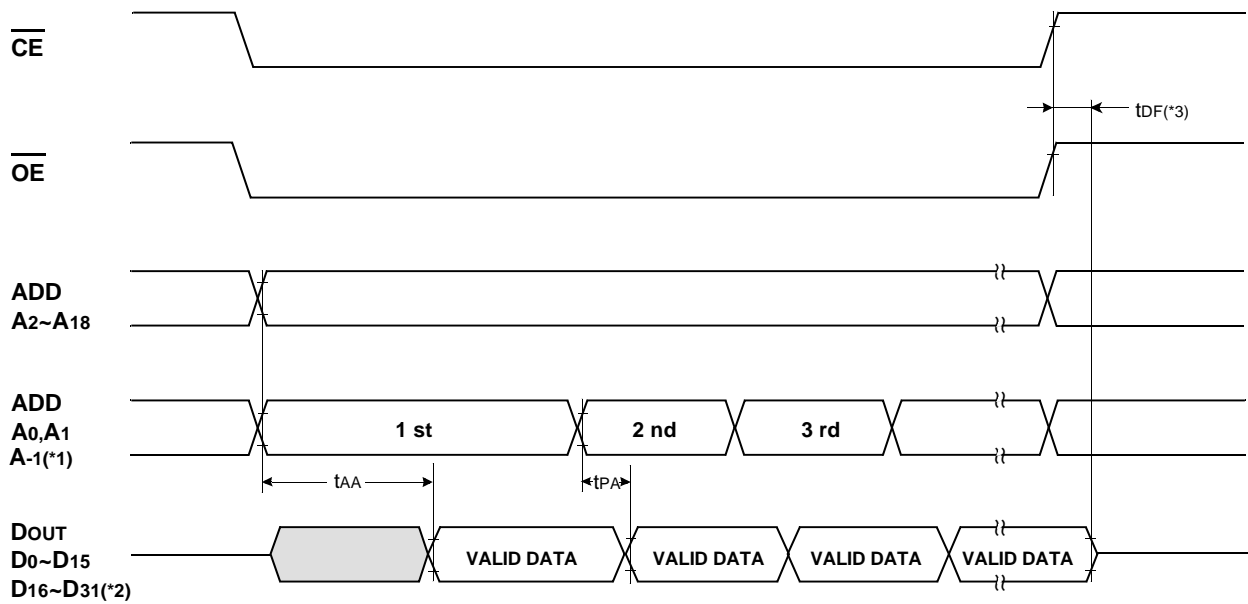 CE
tDF(*3)
OE
ADD
A2~A18
ADD
A0,A1
A-1(*1)
1 st
2 nd
3 rd
tAA
tPA
DOUT
D0~D15
D16~D31(*2)
VALID DATA
VALID DATA
VALID DATA
VALID DATA